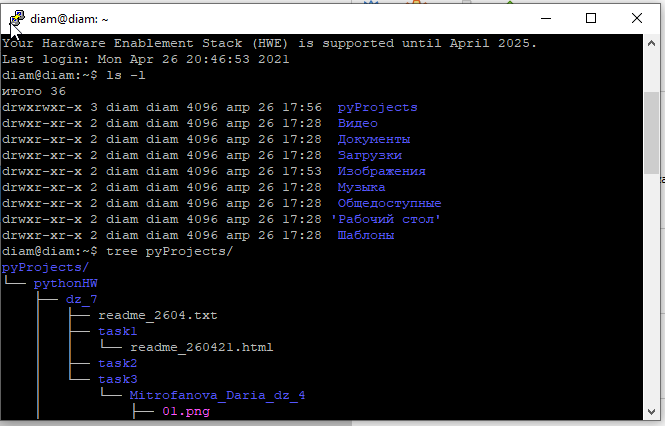 diam@diam: ~
Your Hardware Enablement Stack (HWE) is supported until April 2025.
Last login: Mon Apr 26 20:46:53 2021
diam@diam:~$ ls -l
итого 36
drwxrwxr-x 3 diam diam 4096 апр 26 17:56  pyProjects
drwxr-xr-x 2 diam diam 4096 апр 26 17:28  Видео
drwxr-xr-x 2 diam diam 4096 апр 26 17:28  Документы
drwxr-xr-x 2 diam diam 4096 апр 26 17:28  Загрузки
drwxr-xr-x 2 diam diam 4096 апр 26 17:53  Изображения
drwxr-xr-x 2 diam diam 4096 апр 26 17:28  Музыка
drwxr-xr-x 2 diam diam 4096 апр 26 17:28  Общедоступные
drwxr-xr-x 2 diam diam 4096 апр 26 17:28 'Рабочий стол'
drwxr-xr-x 2 diam diam 4096 апр 26 17:28  Шаблоны
diam@diam:~$ tree pyProjects/
pyProjects/
└── pythonHW
    ├── dz_7
    │   ├── readme_2604.txt
    │   ├── task1
    │   │   └── readme_260421.html
    │   ├── task2
    │   └── task3
    │       └── Mitrofanova_Daria_dz_4
    │           ├── 01.png